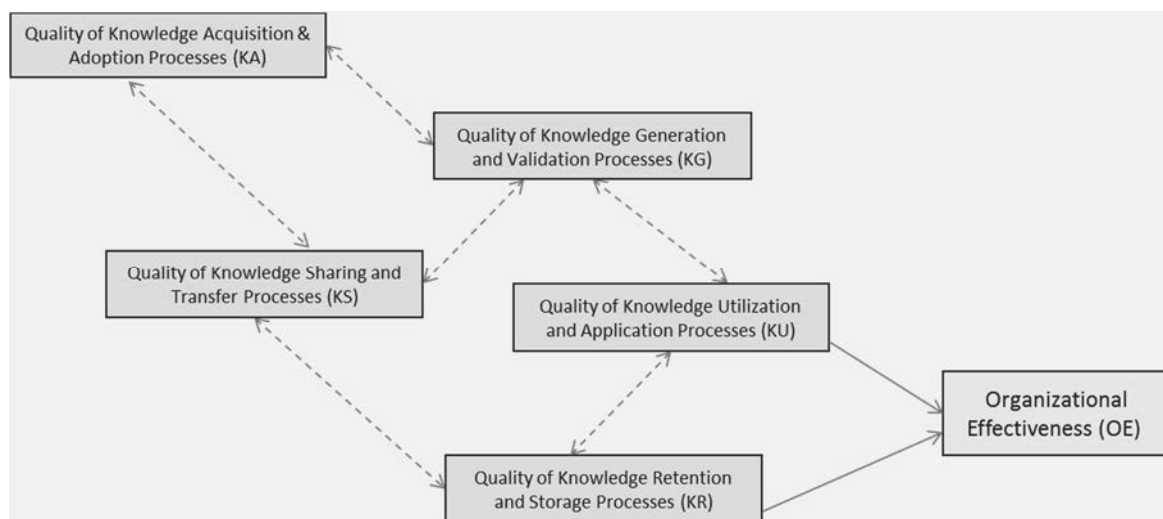 Quality of Knowledge Acquisition &
Adoption Processes (KA)
Quality of Knowledge Generation
and Validation Processes (KG)
Quality of Knowledge Sharing and
Transfer Processes (KS)
Quality of Knowledge Utilization
and Application Processes (KU)
Organizational
Effectiveness (OE)
Quality of Knowledge Retention
and Storage Processes (KR)